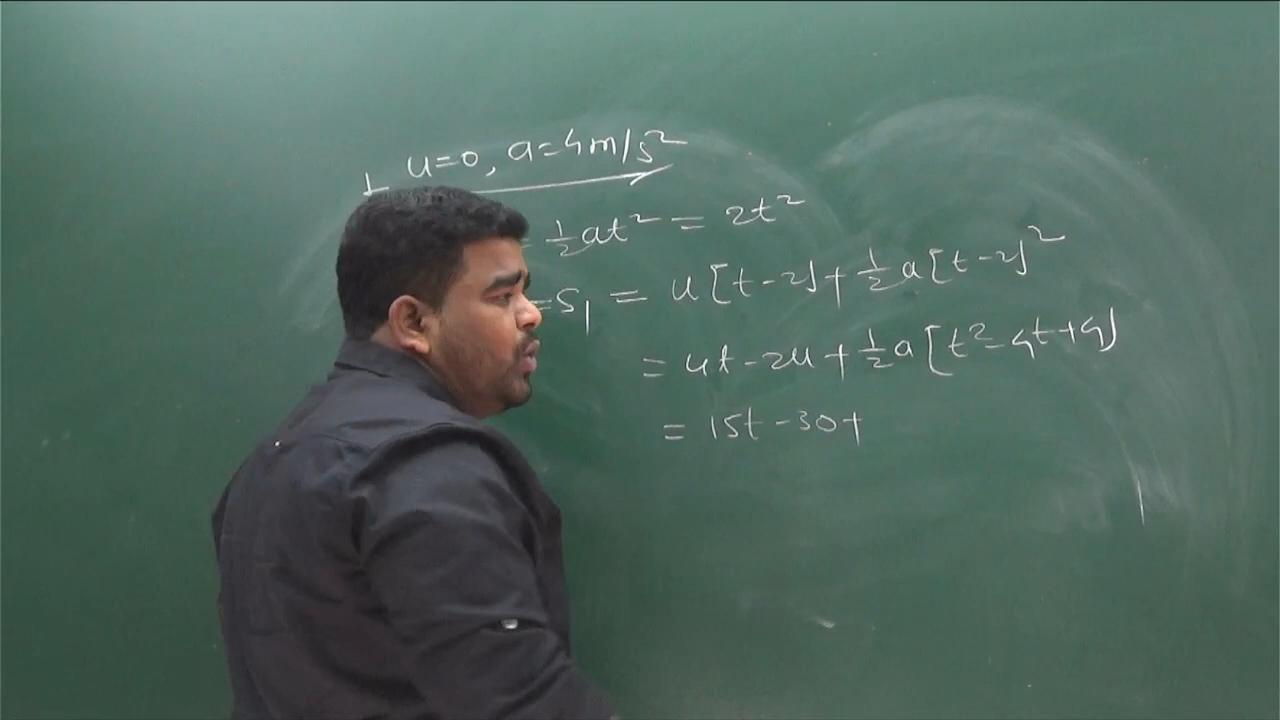 u=0, a=4m/s²
= ½at² = 2t²
=S₁ = u[t-2]+½a[t-2]²
= ut-2u+½a[t²-4t+4]
= 15t-30+